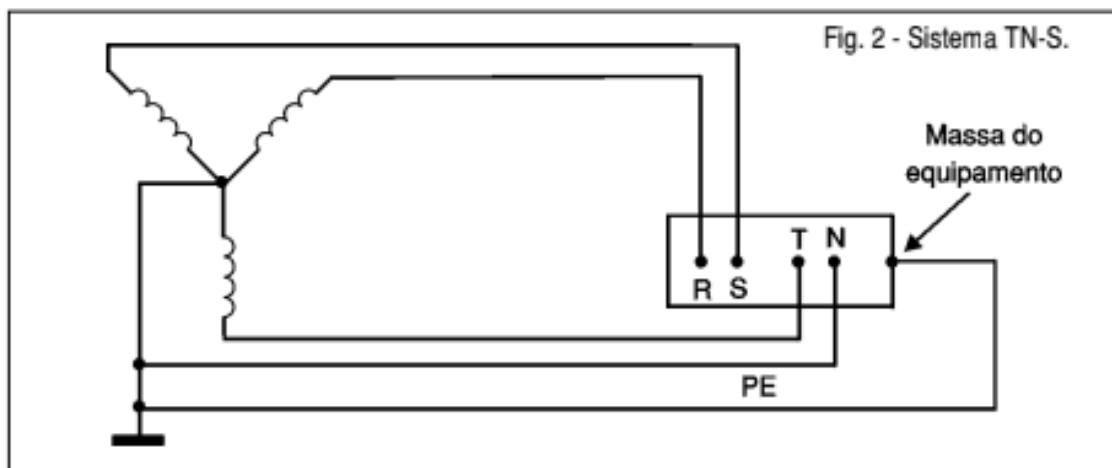 Fig. 2 - Sistema TN-S.
Massa do
equipamento
T N
R S
PE